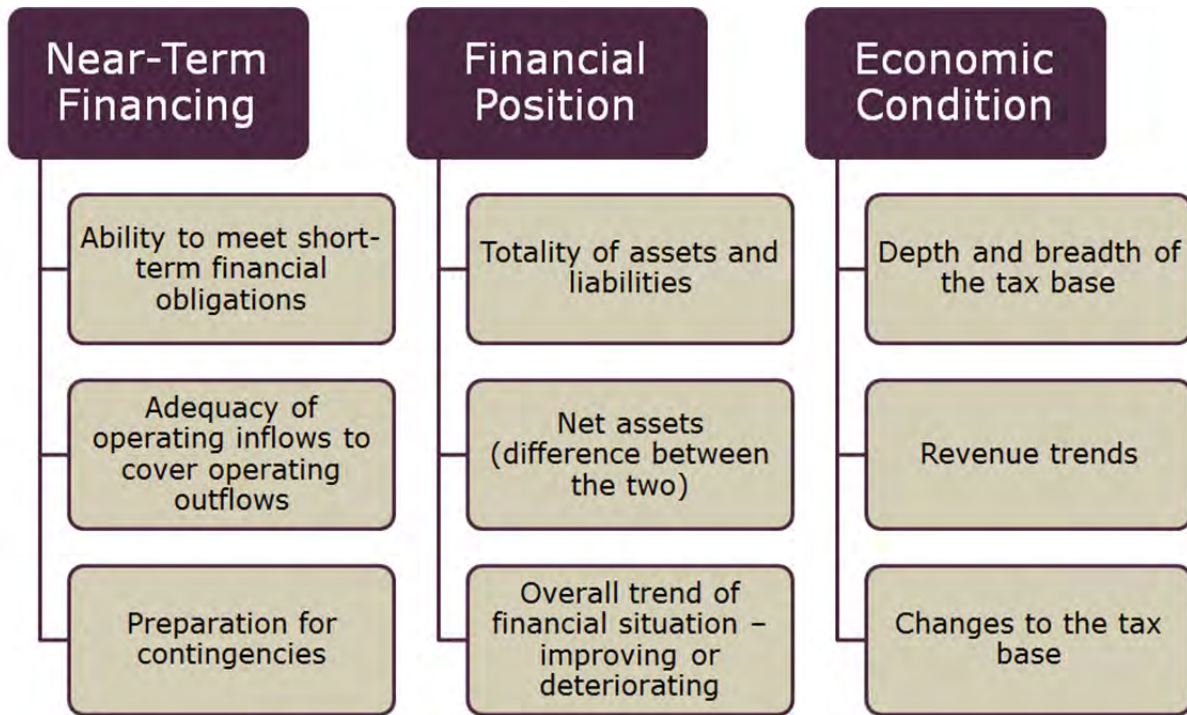 Near-Term
Financing
Ability to meet short-
term financial
obligations
Adequacy of
operating inflows to
cover operating
outflows
Preparation for
contingencies
Financial
Position
Totality of assets and
liabilities
Net assets
(difference between
the two)
Overall trend of
financial situation –
improving or
deteriorating
Economic
Condition
Depth and breadth of
the tax base
Revenue trends
Changes to the tax
base